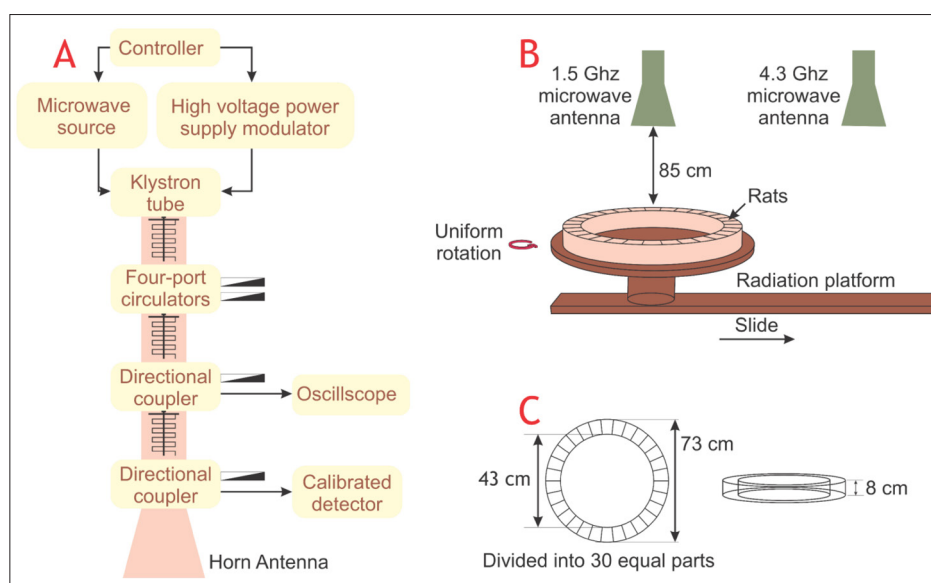 A
Controller
Microwave
source
High voltage power
supply modulator
Klystron
tube
Four-port
circulators
Directional
coupler
Oscillscope
Directional
coupler
Calibrated
detector
Horn Antenna
B
1.5 Ghz
microwave
antenna
4.3 Ghz
microwave
antenna
85 cm
Rats
Uniform
rotation
Radiation platform
Slide
C
43 cm
73 cm
8 cm
Divided into 30 equal parts